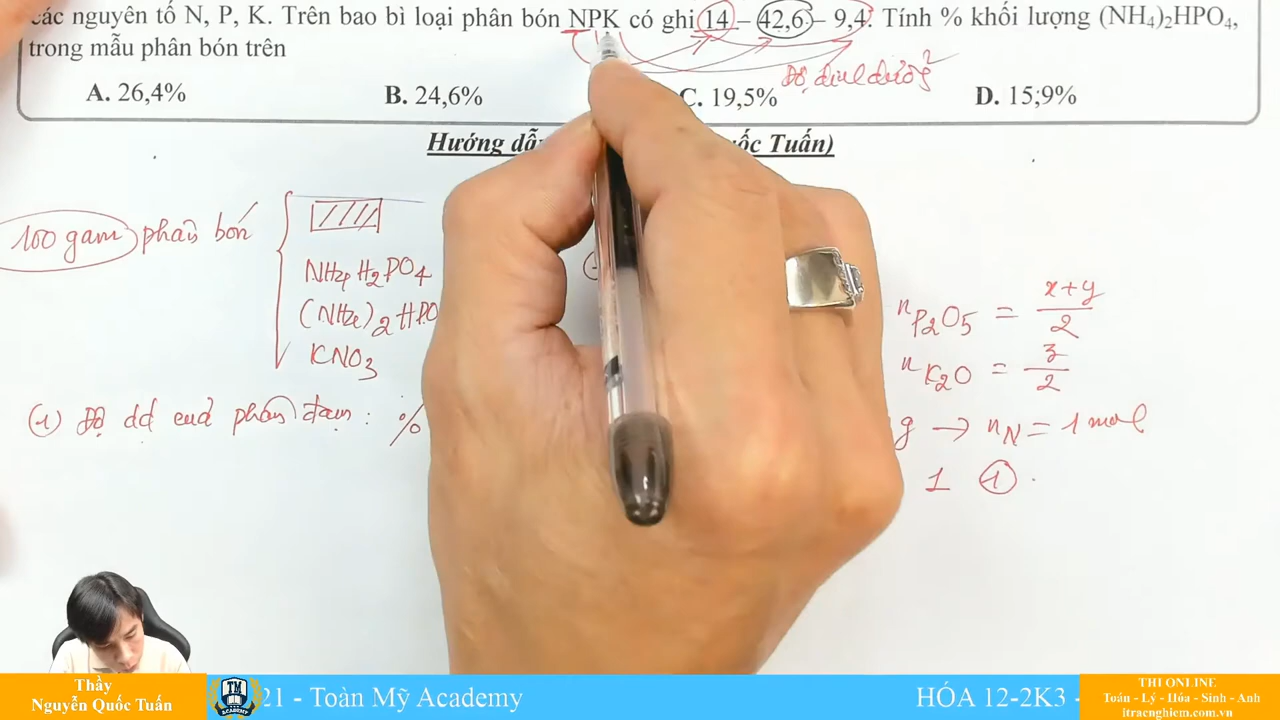 các nguyên tố N, P, K. Trên bao bì loại phân bón NPK có ghi 14 – 42,6 – 9,4. Tính % khối lượng (NH₄)₂HPO₄,
trong mẫu phân bón trên
Độ dinh dưỡng
A. 26,4% B. 24,6% C. 19,5% D. 15;9%
Hướng dẫ ốc Tuấn)
100 gam phân bón
NH₄H₂PO₄
(NH₄)₂HPO
KNO₃
nP₂O₅ = x+y/2
nK₂O = z/2
(1) Độ dd của phân đạm : %
g → nN = 1 mol
1 (1)
Thầy
Nguyễn Quốc Tuấn
TM
ACADEMY
21 - Toàn Mỹ Academy
HÓA 12-2K3 -
THI ONLINE
Toán - Lý - Hóa - Sinh - Anh
itracnghiem.com.vn